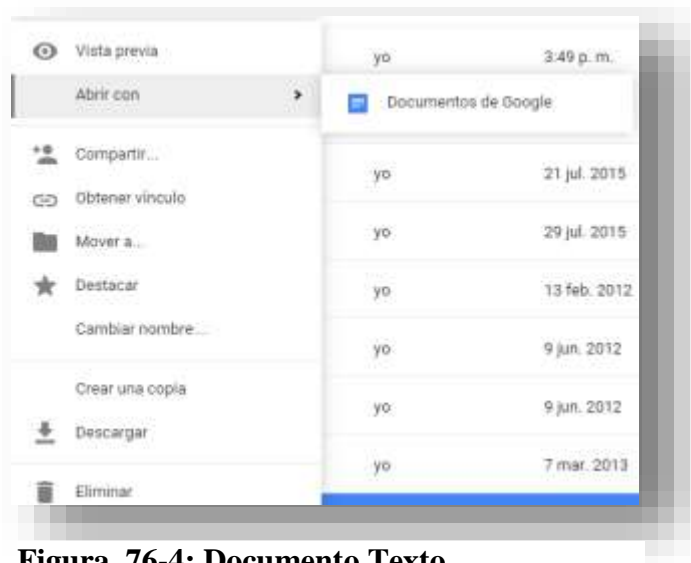 Vista previa
yo 3:49 p. m.
Abrir con
Documentos de Google
Compartir...
yo 21 jul. 2015
Obtener vínculo
Mover a...
yo 29 jul. 2015
Destacar
yo 13 feb. 2012
Cambiar nombre...
yo 9 jun. 2012
Crear una copia
yo 9 jun. 2012
Descargar
yo 7 mar. 2013
Eliminar
Figura 76-4: Documento Texto